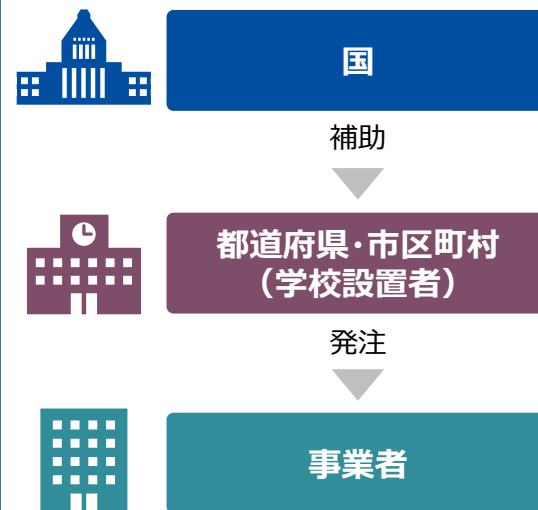 国
補助
都道府県・市区町村
（学校設置者）
発注
事業者